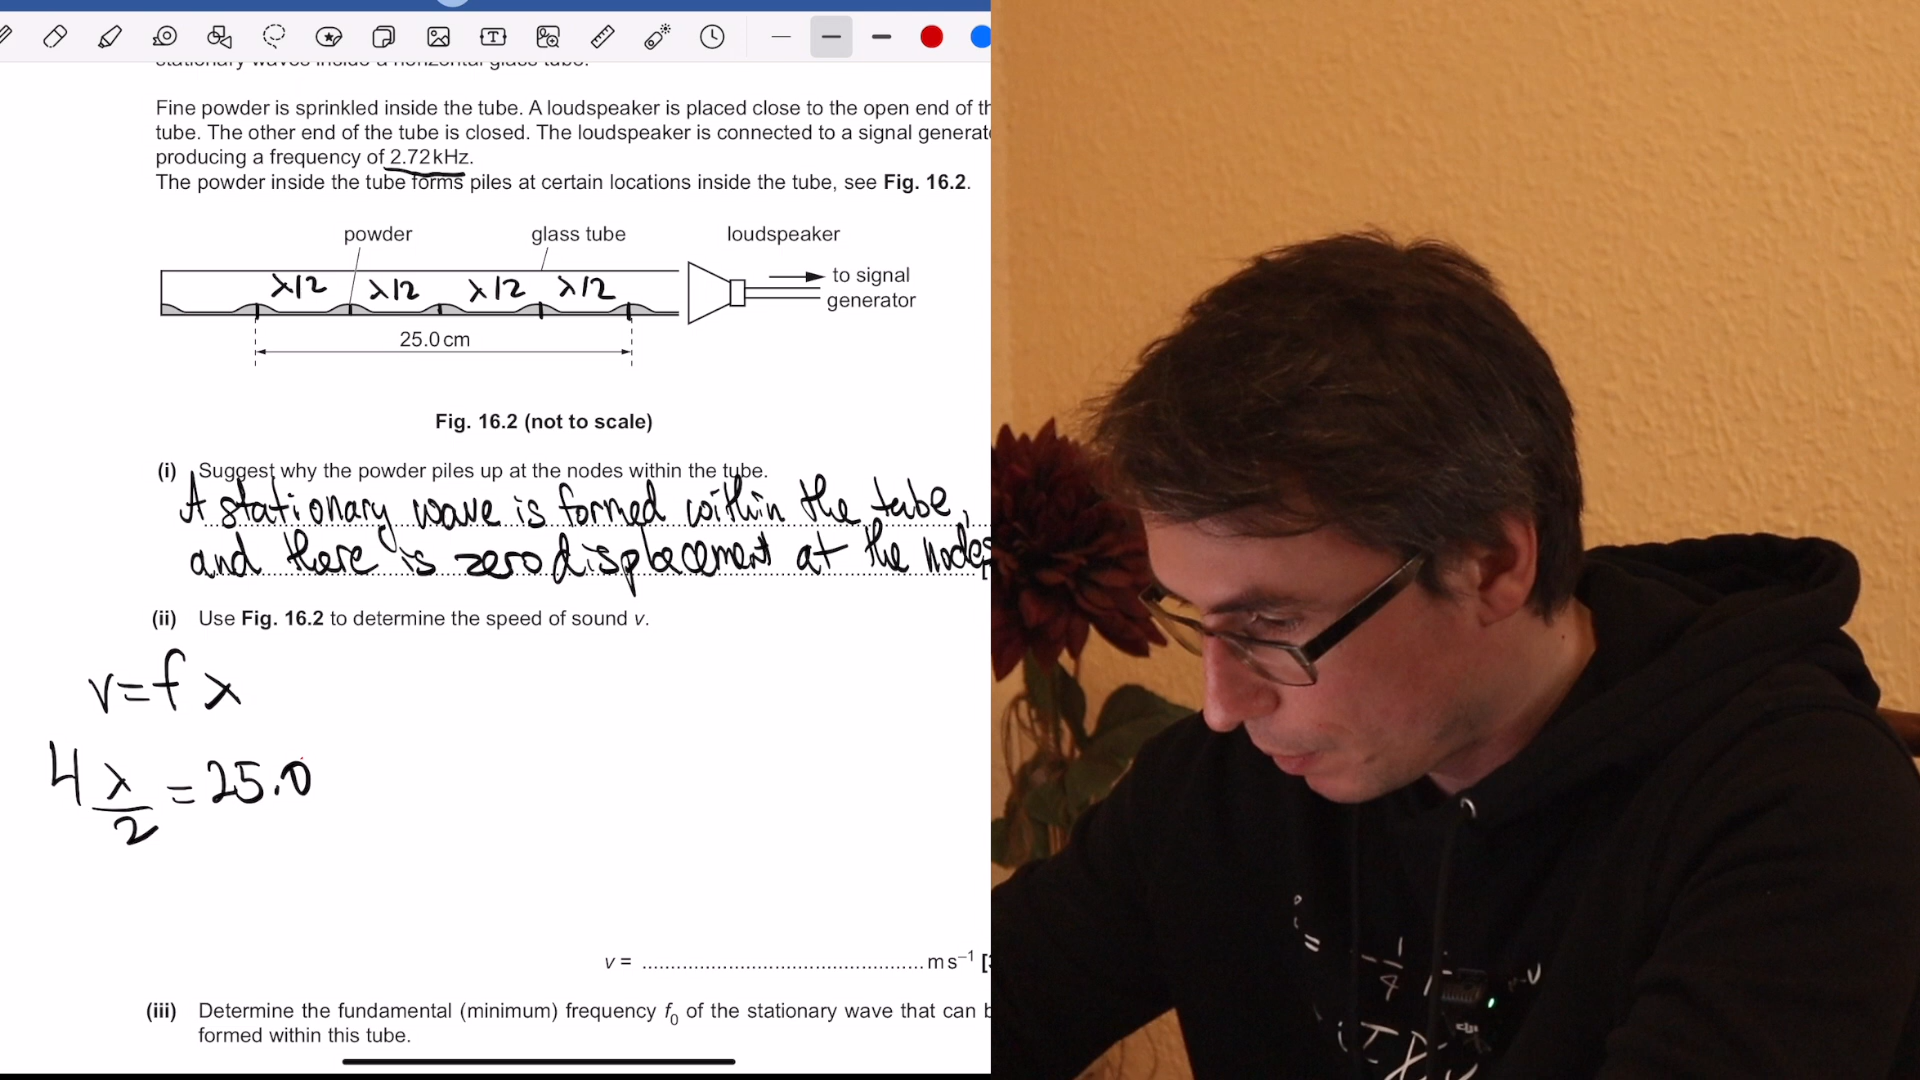 Fine powder is sprinkled inside the tube. A loudspeaker is placed close to the open end of th
tube. The other end of the tube is closed. The loudspeaker is connected to a signal generat
producing a frequency of 2.72 kHz.
The powder inside the tube forms piles at certain locations inside the tube, see Fig. 16.2.
powder
glass tube
loudspeaker
λ/2 λ/2 λ/2 λ/2
to signal
generator
25.0 cm
Fig. 16.2 (not to scale)
(i) Suggest why the powder piles up at the nodes within the tube.
A stationary wave is formed within the tube,
and there is zero displacement at the nodes
(ii) Use Fig. 16.2 to determine the speed of sound v.
v=fλ
4 λ/2 = 25.0
v = ................................................ m s⁻¹ [
(iii) Determine the fundamental (minimum) frequency f₀ of the stationary wave that can b
formed within this tube.